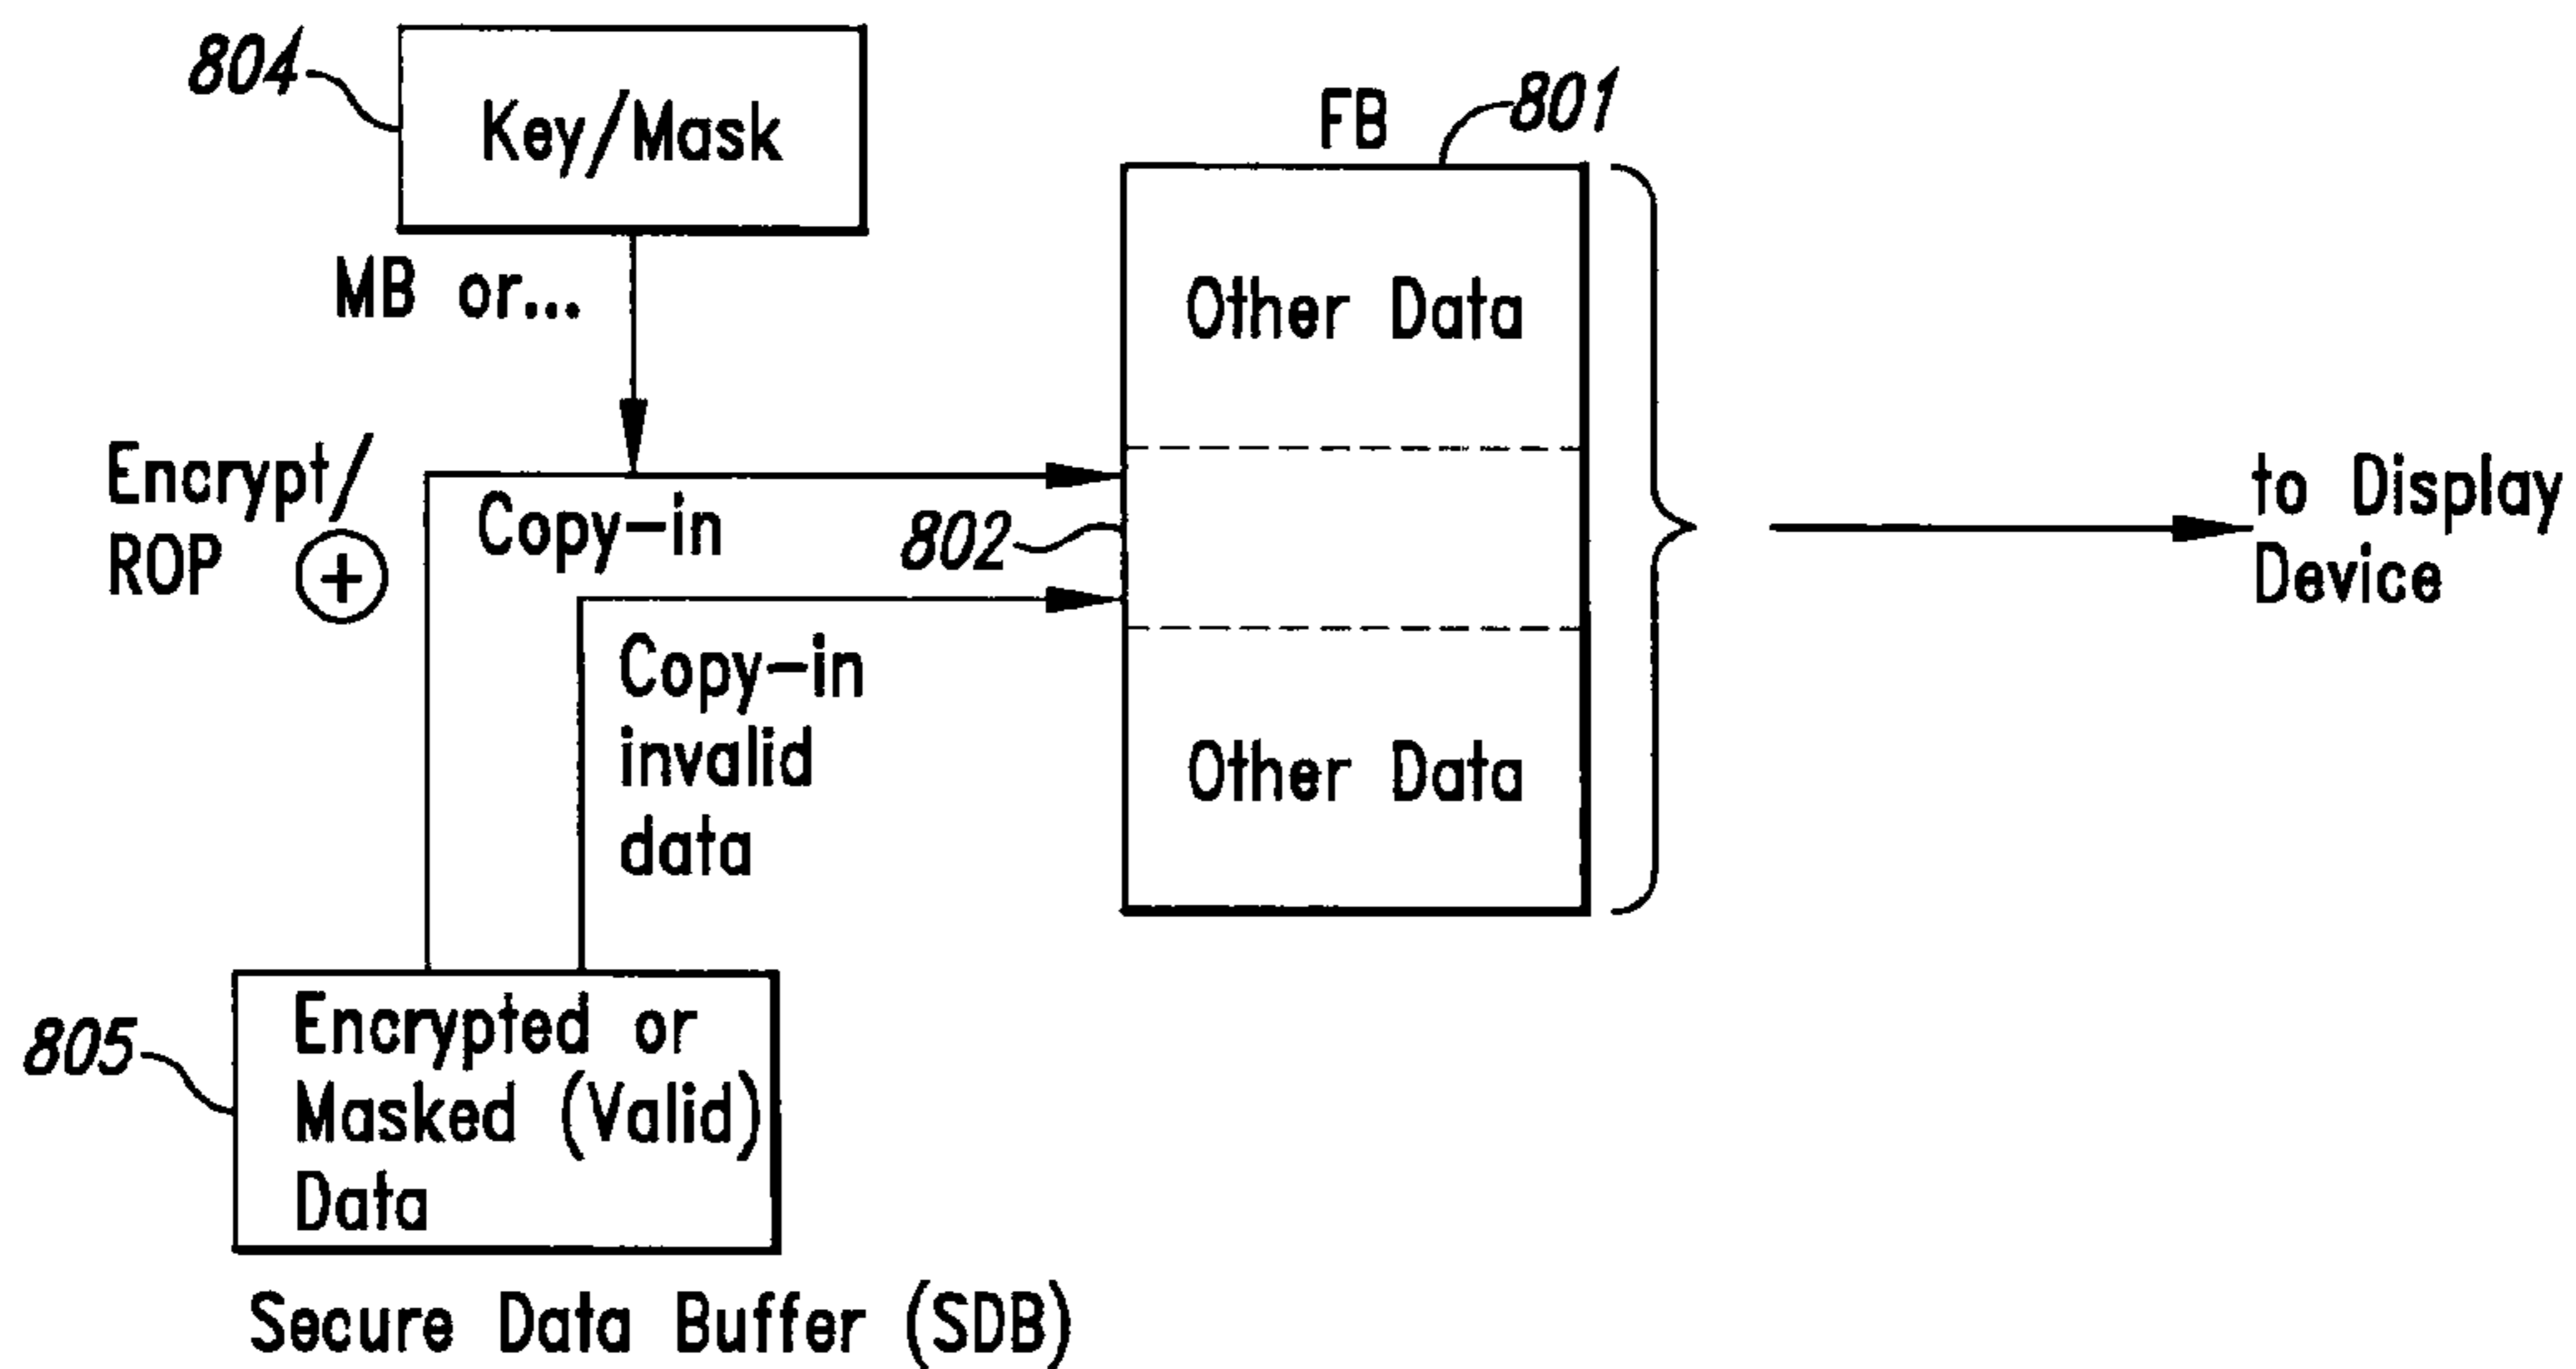 804
Key/Mask
MB or...
FB
801
Other Data
Encrypt/
ROP
+
Copy-in
802
to Display
Device
Copy-in
invalid
data
Other Data
805
Encrypted or
Masked (Valid)
Data
Secure Data Buffer (SDB)